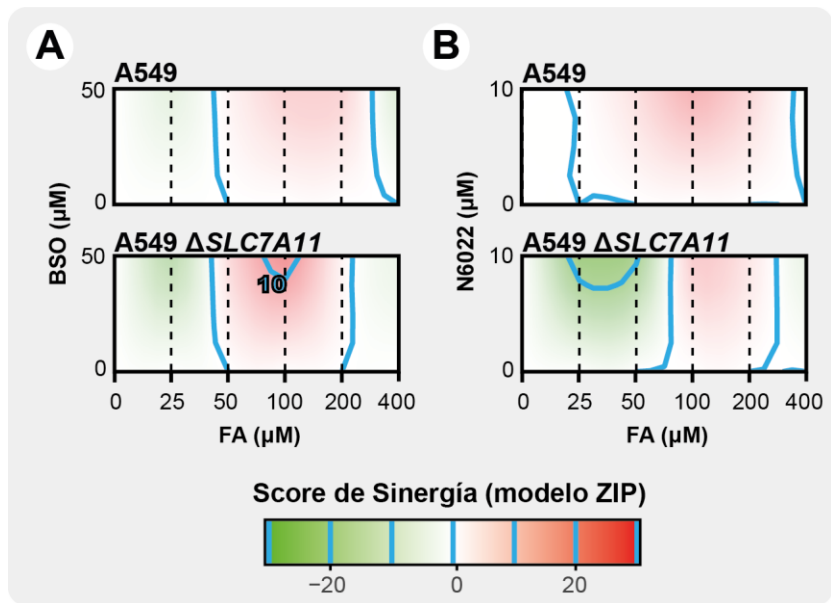 A
B
A549
50
0
BSO (µM)
A549 ΔSLC7A11
50
10
0
0 25 50 100 200 400
FA (µM)
A549
10
0
N6022 (µM)
A549 ΔSLC7A11
10
0
0 25 50 100 200 400
FA (µM)
Score de Sinergía (modelo ZIP)
−20 0 20